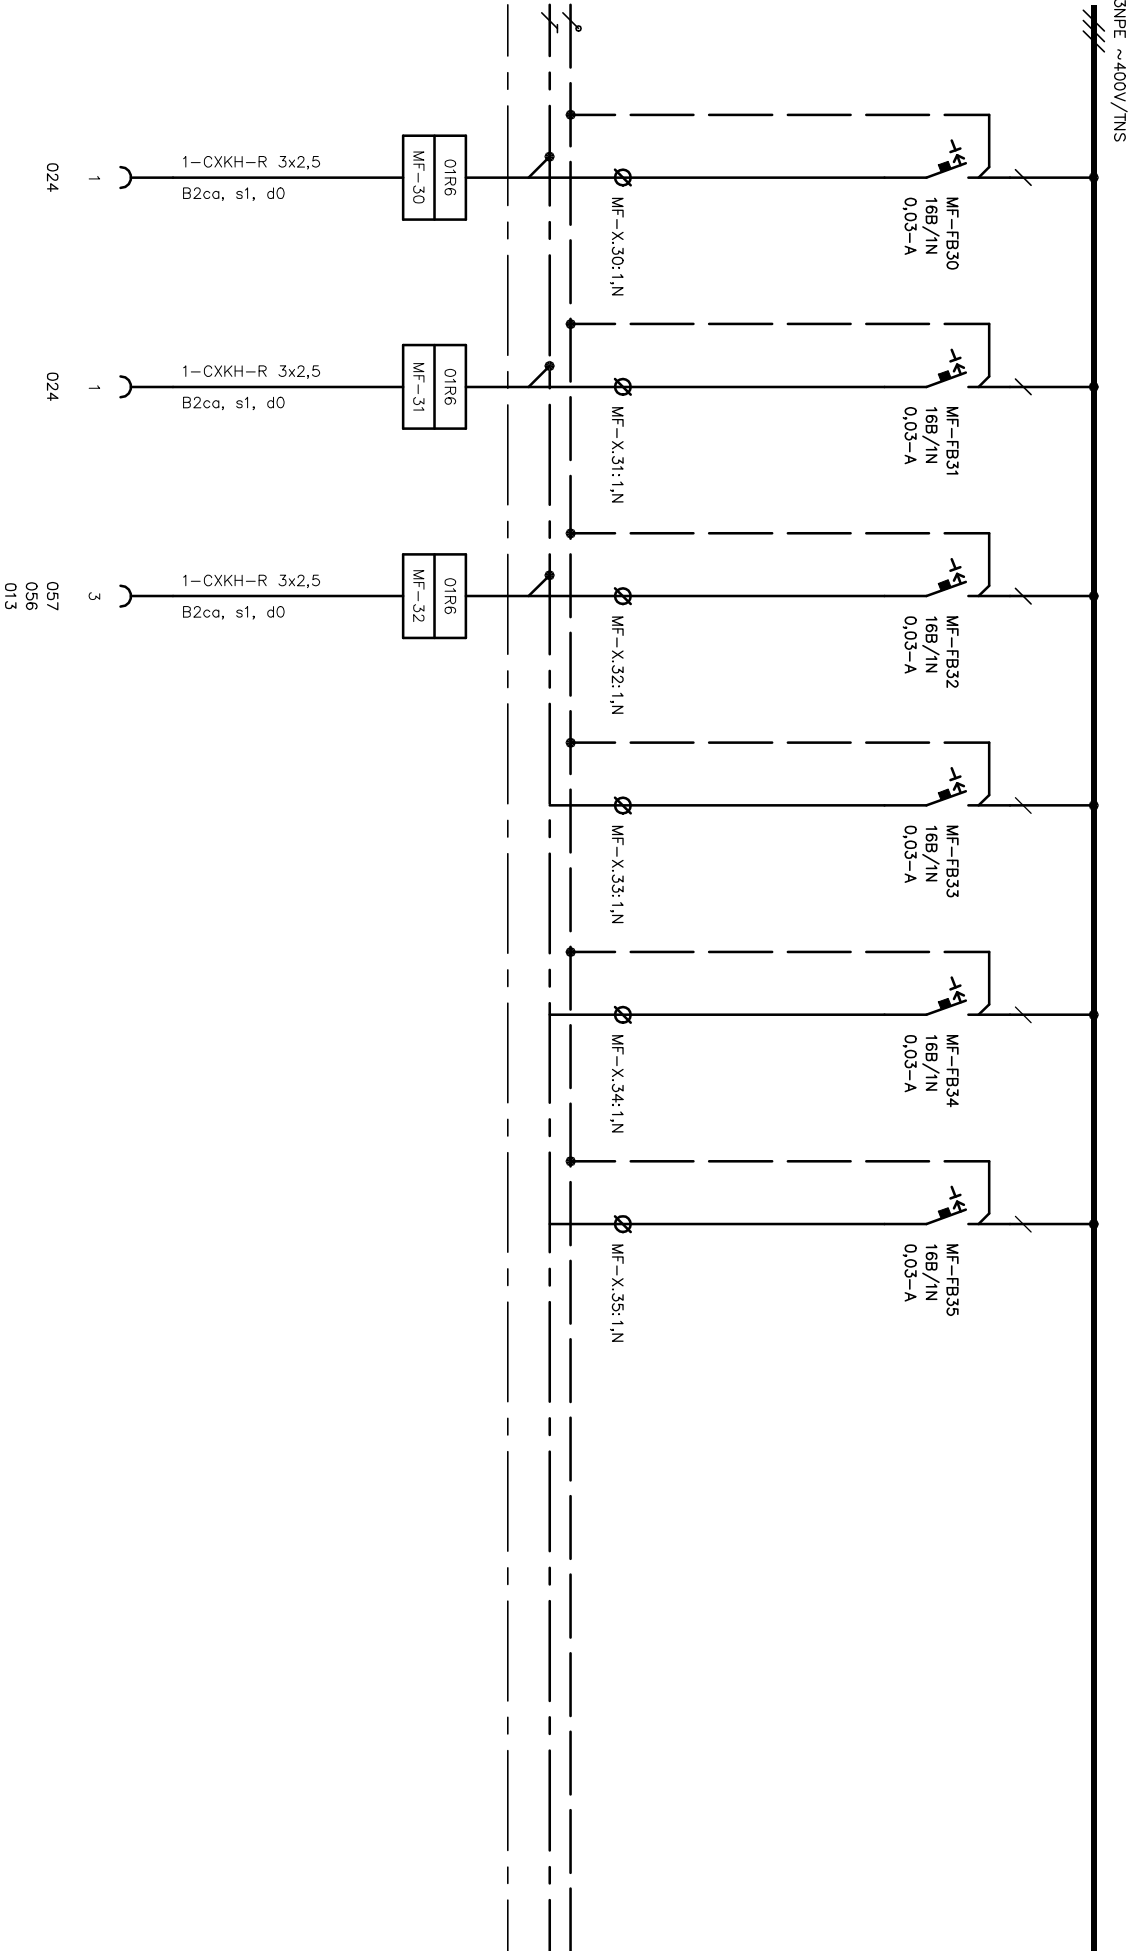 3NPE ~400V/TNS
MF-FB30
16B/1N
0,03-A
MF-X.30:1,N
01R6
MF-30
1-CXKH-R 3x2,5
B2ca, s1, d0
1
024
MF-FB31
16B/1N
0,03-A
MF-X.31:1,N
01R6
MF-31
1-CXKH-R 3x2,5
B2ca, s1, d0
1
024
MF-FB32
16B/1N
0,03-A
MF-X.32:1,N
01R6
MF-32
1-CXKH-R 3x2,5
B2ca, s1, d0
3
057
056
013
MF-FB33
16B/1N
0,03-A
MF-X.33:1,N
MF-FB34
16B/1N
0,03-A
MF-X.34:1,N
MF-FB35
16B/1N
0,03-A
MF-X.35:1,N